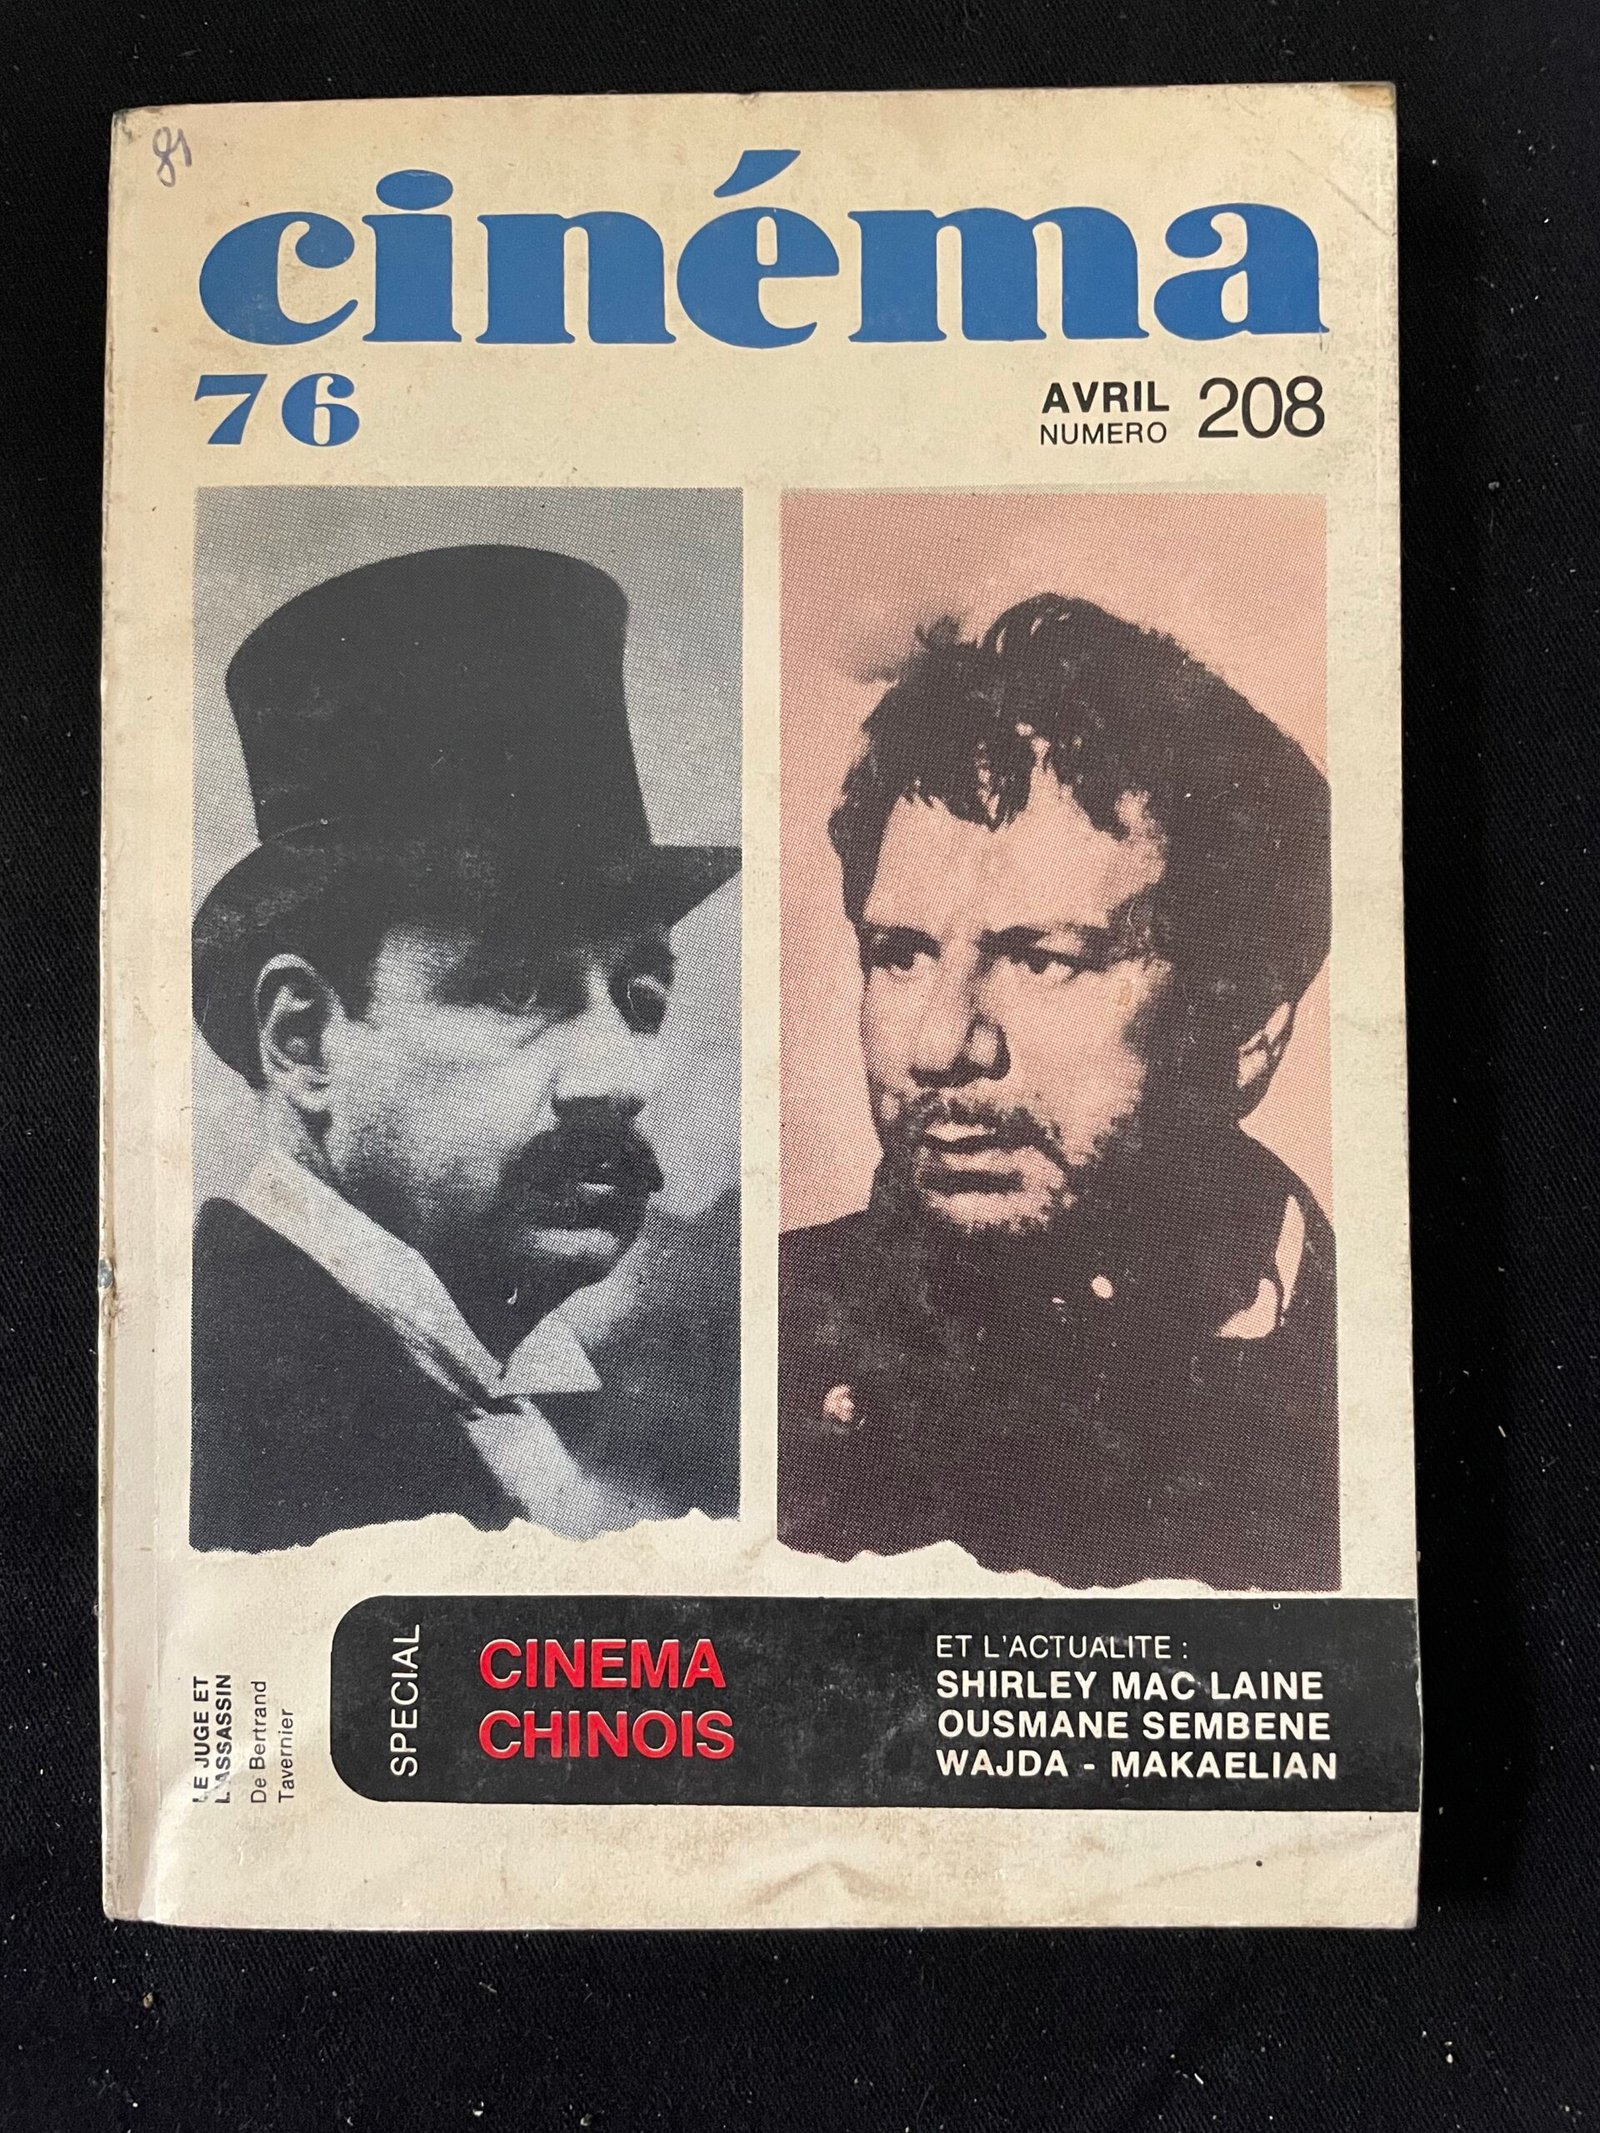 81
cinéma
76
AVRIL
NUMERO
208
LE JUGE ET
L'ASSASSIN
De Bertrand
Tavernier
SPECIAL
CINEMA
CHINOIS
ET L'ACTUALITE :
SHIRLEY MAC LAINE
OUSMANE SEMBENE
WAJDA - MAKAELIAN